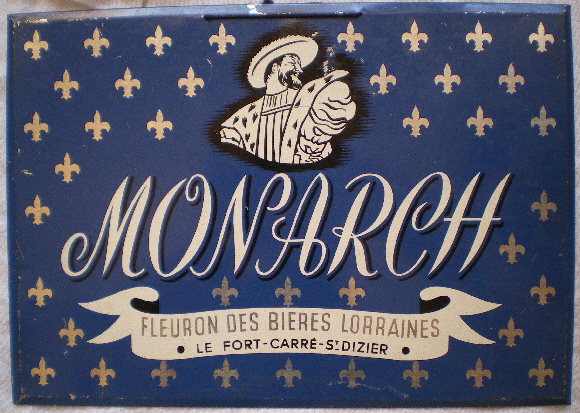 MONARCH
FLEURON DES BIERES LORRAINES
• LE FORT-CARRÉ-ST DIZIER •